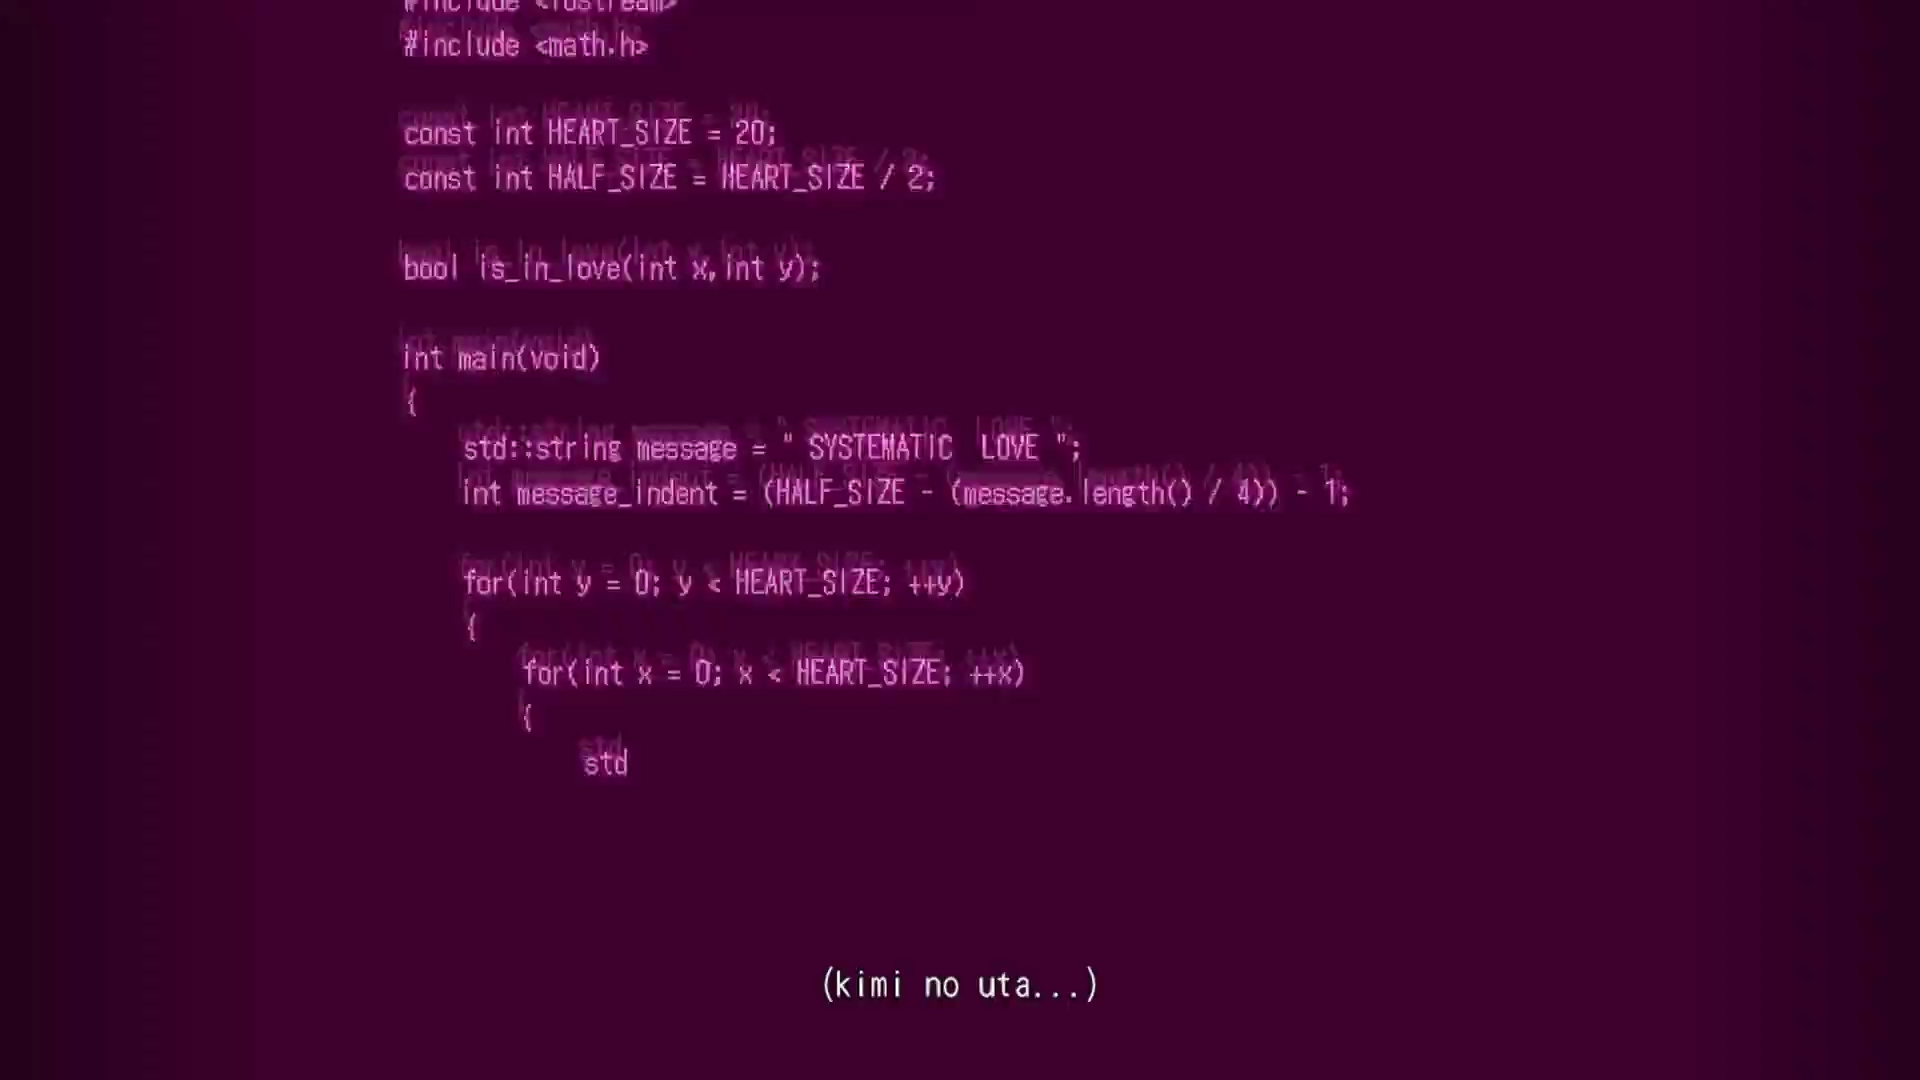 #include <iostream>
#include <math.h>
const int HEART_SIZE = 20;
const int HALF_SIZE = HEART_SIZE / 2;
bool is_in_love(int x,int y);
int main(void)
{
std::string message = " SYSTEMATIC  LOVE ";
int message_indent = (HALF_SIZE - (message.length() / 4)) - 1;
for(int y = 0; y < HEART_SIZE; ++y)
{
for(int x = 0; x < HEART_SIZE; ++x)
{
std
(kimi no uta...)